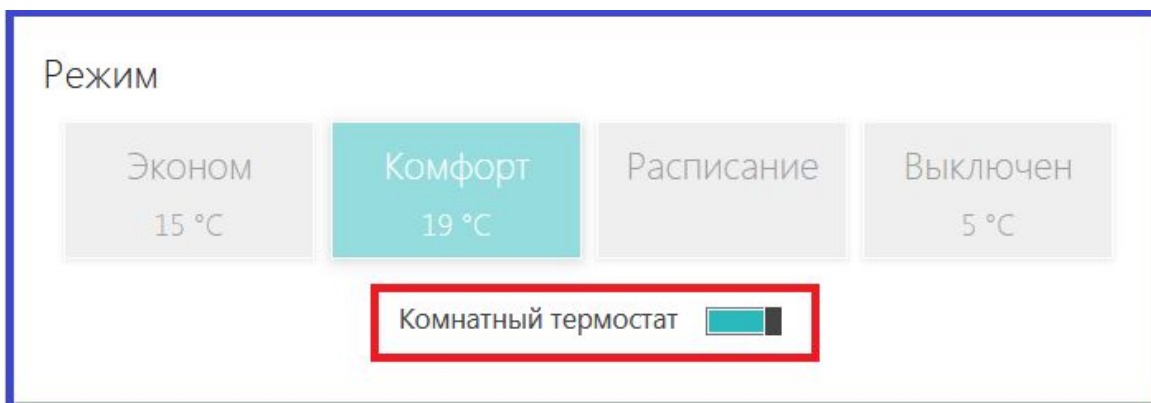 Режим
Эконом
15 °C
Комфорт
19 °C
Расписание
Выключен
5 °C
Комнатный термостат